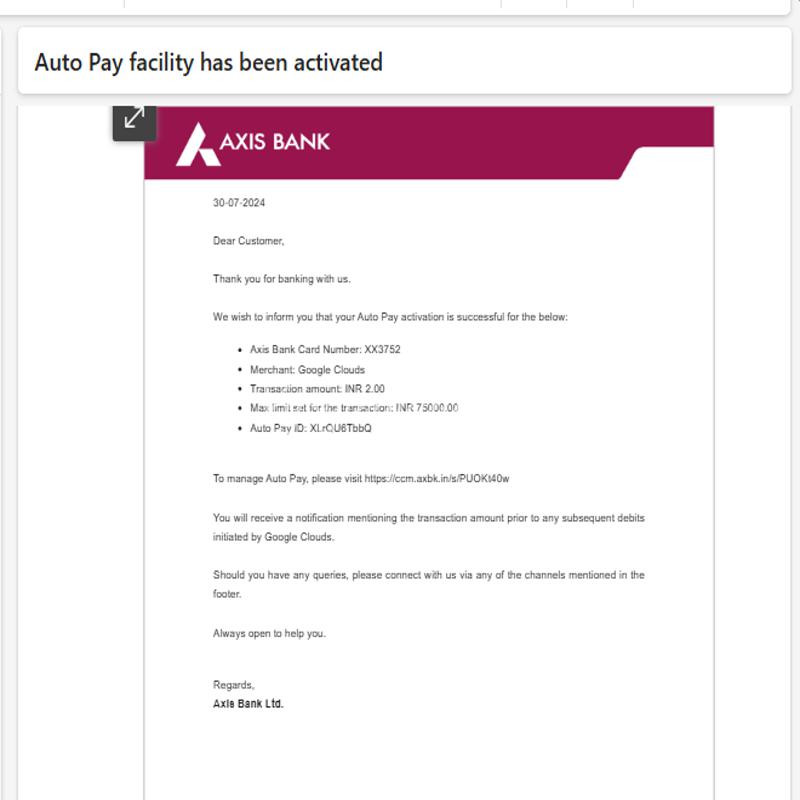 Auto Pay facility has been activated
AXIS BANK
30-07-2024
Dear Customer,
Thank you for banking with us.
We wish to inform you that your Auto Pay activation is successful for the below:
• Axis Bank Card Number: XX3752
• Merchant: Google Clouds
• Transaction amount: INR 2.00
• Max limit set for the transaction: INR 75000.00
• Auto Pay ID: XLrQU6TbbQ
To manage Auto Pay, please visit https://ccm.axbk.in/s/PUOKt40w
You will receive a notification mentioning the transaction amount prior to any subsequent debits
initiated by Google Clouds.
Should you have any queries, please connect with us via any of the channels mentioned in the
footer.
Always open to help you.
Regards,
Axis Bank Ltd.